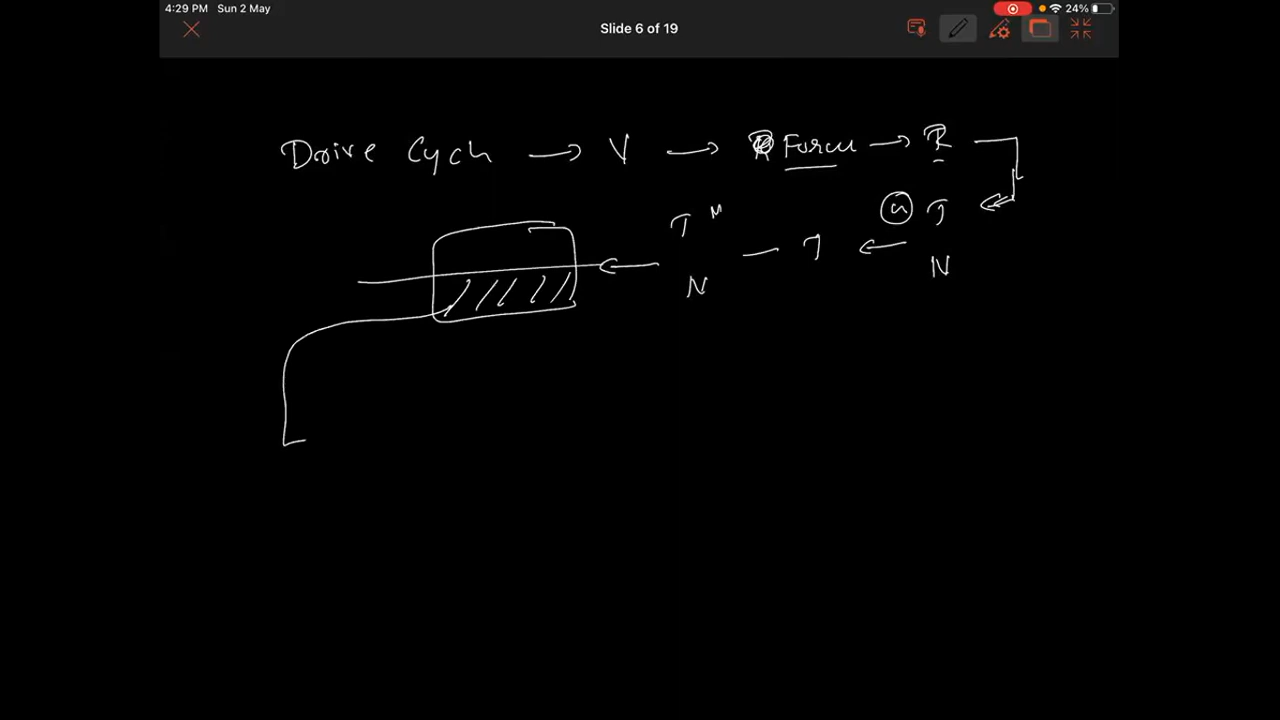 4:29 PM Sun 2 May 24%
Slide 6 of 19
Drive Cycle → V → Force → R
T M T a T
N N